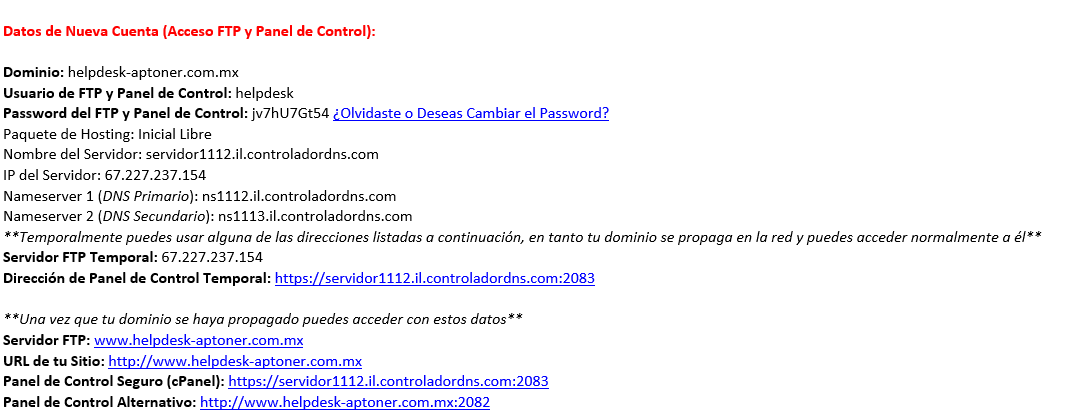 Datos de Nueva Cuenta (Acceso FTP y Panel de Control):
Dominio: helpdesk-aptoner.com.mx
Usuario de FTP y Panel de Control: helpdesk
Password del FTP y Panel de Control: jv7hU7Gt54 ¿Olvidaste o Deseas Cambiar el Password?
Paquete de Hosting: Inicial Libre
Nombre del Servidor: servidor1112.il.controladordns.com
IP del Servidor: 67.227.237.154
Nameserver 1 (DNS Primario): ns1112.il.controladordns.com
Nameserver 2 (DNS Secundario): ns1113.il.controladordns.com
**Temporalmente puedes usar alguna de las direcciones listadas a continuación, en tanto tu dominio se propaga en la red y puedes acceder normalmente a él**
Servidor FTP Temporal: 67.227.237.154
Dirección de Panel de Control Temporal: https://servidor1112.il.controladordns.com:2083
**Una vez que tu dominio se haya propagado puedes acceder con estos datos**
Servidor FTP: www.helpdesk-aptoner.com.mx
URL de tu Sitio: http://www.helpdesk-aptoner.com.mx
Panel de Control Seguro (cPanel): https://servidor1112.il.controladordns.com:2083
Panel de Control Alternativo: http://www.helpdesk-aptoner.com.mx:2082